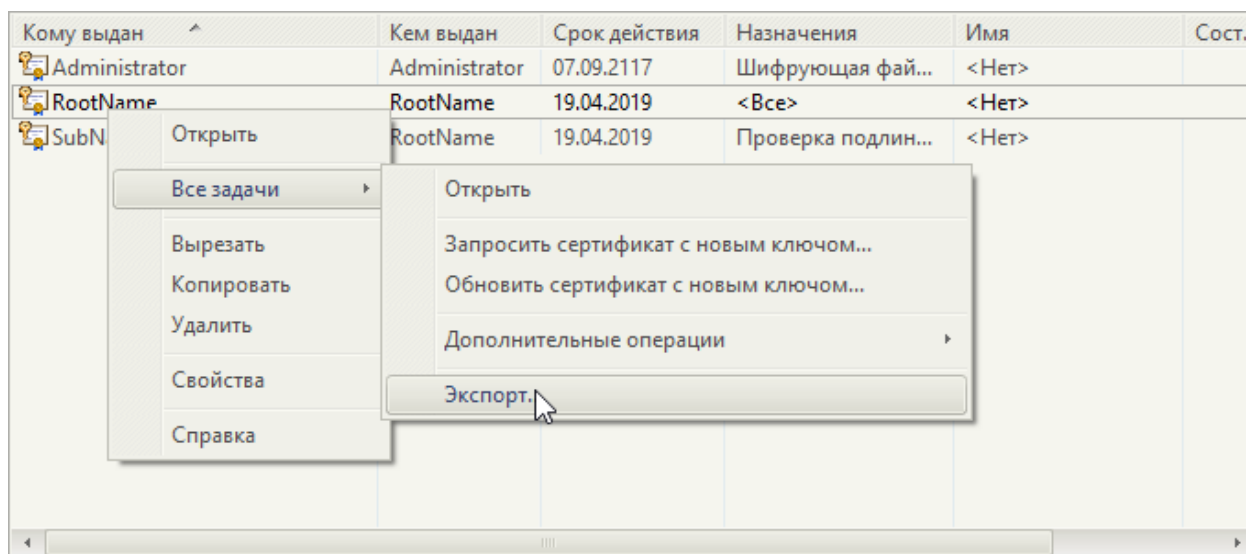 Кому выдан Кем выдан Срок действия Назначения Имя Сост.
Administrator Administrator 07.09.2117 Шифрующая фай... <Нет>
RootName RootName 19.04.2019 <Все> <Нет>
SubN RootName 19.04.2019 Проверка подлин... <Нет>
Открыть
Все задачи
Вырезать
Копировать
Удалить
Свойства
Справка
Открыть
Запросить сертификат с новым ключом...
Обновить сертификат с новым ключом...
Дополнительные операции
Экспорт.